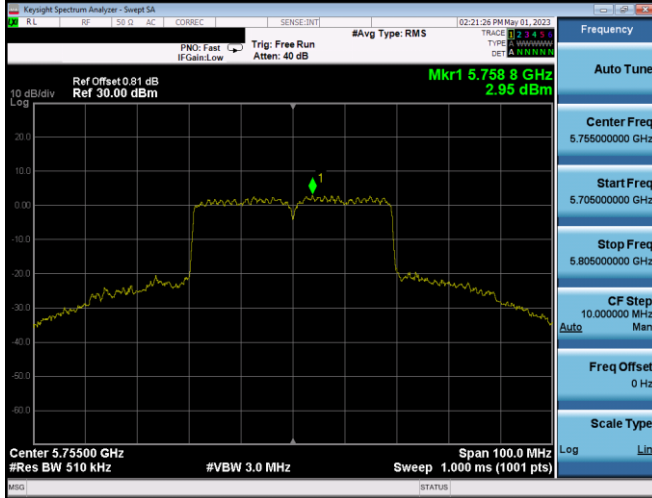 Keysight Spectrum Analyzer - Swept SA
RL RF 50 Ω AC CORREC SENSE:INT 02:21:26 PM May 01, 2023
#Avg Type: RMS TRACE 1 2 3 4 5 6
PNO: Fast Trig: Free Run TYPE A WWWWW
IFGain:Low Atten: 40 dB DET A N N N N N
Ref Offset 0.81 dB Mkr1 5.758 8 GHz
10 dB/div Ref 30.00 dBm 2.95 dBm
Log
20.0
10.0
1
0.00
-10.0
-20.0
-30.0
-40.0
-50.0
-60.0
Center 5.75500 GHz Span 100.0 MHz
#Res BW 510 kHz #VBW 3.0 MHz Sweep 1.000 ms (1001 pts)
MSG STATUS
Frequency
Auto Tune
Center Freq
5.755000000 GHz
Start Freq
5.705000000 GHz
Stop Freq
5.805000000 GHz
CF Step
10.000000 MHz
Auto Man
Freq Offset
0 Hz
Scale Type
Log Lin